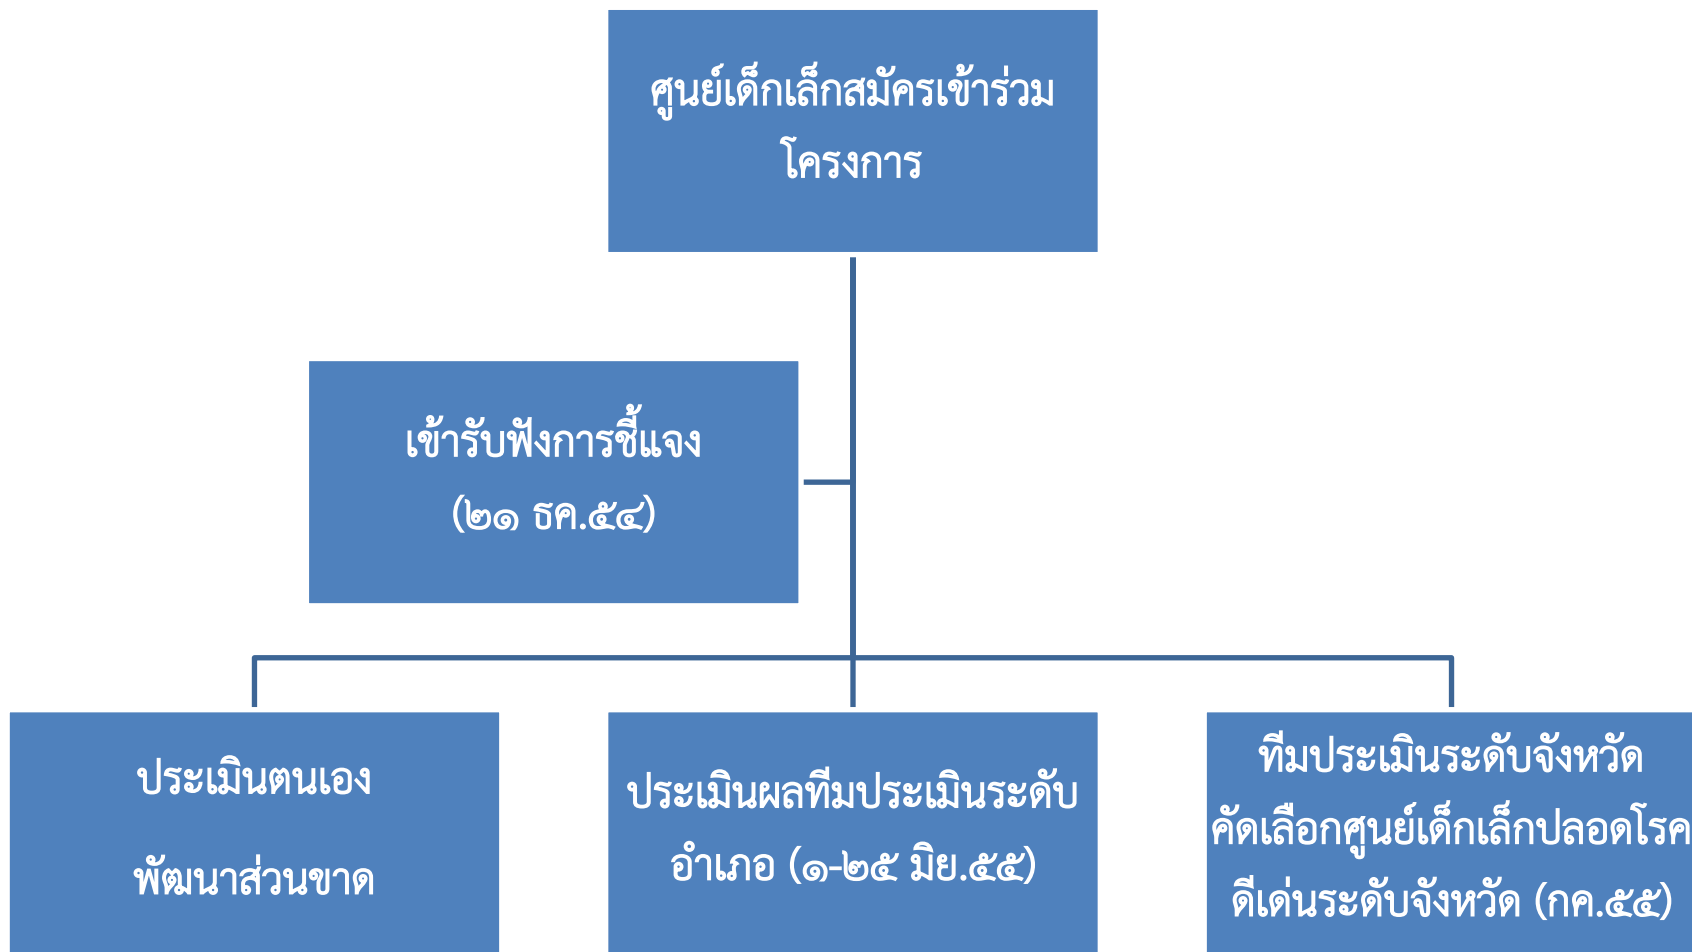 ศูนย์เด็กเล็กสมัครเข้าร่วม
โครงการ
เข้ารับฟังการชี้แจง
(๒๑ ธค.๕๔)
ประเมินตนเอง
พัฒนาส่วนขาด
ประเมินผลทีมประเมินระดับ
อำเภอ (๑-๒๕ มิย.๕๕)
ทีมประเมินระดับจังหวัด
คัดเลือกศูนย์เด็กเล็กปลอดโรค
ดีเด่นระดับจังหวัด (กค.๕๕)